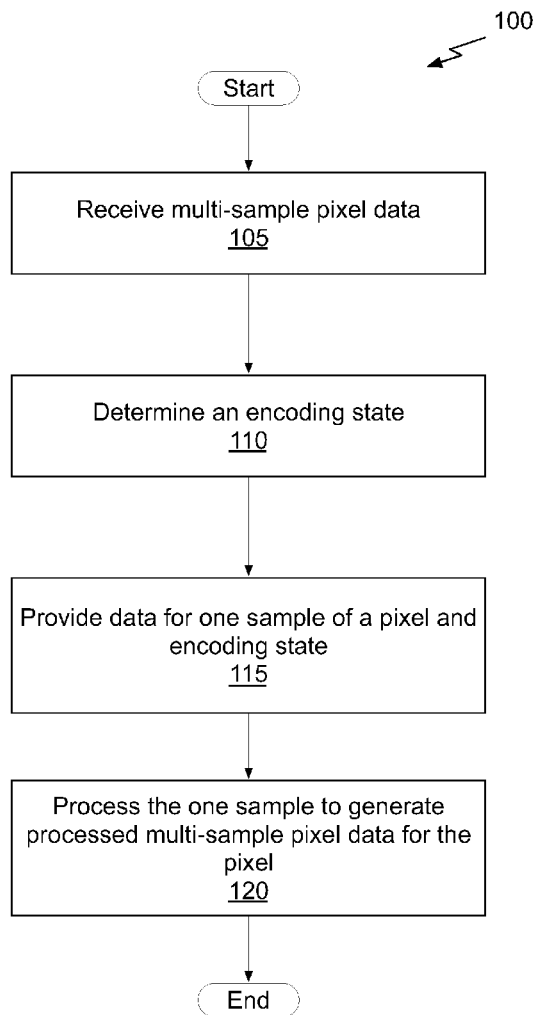 100
Start
Receive multi-sample pixel data
105
Determine an encoding state
110
Provide data for one sample of a pixel and
encoding state
115
Process the one sample to generate
processed multi-sample pixel data for the
pixel
120
End